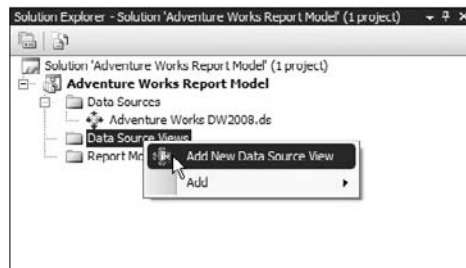 Solution Explorer - Solution 'Adventure Works Report Model' (1 project)
Solution 'Adventure Works Report Model' (1 project)
Adventure Works Report Model
Data Sources
Adventure Works DW2008.ds
Data Source Views
Add New Data Source View
Report
Add